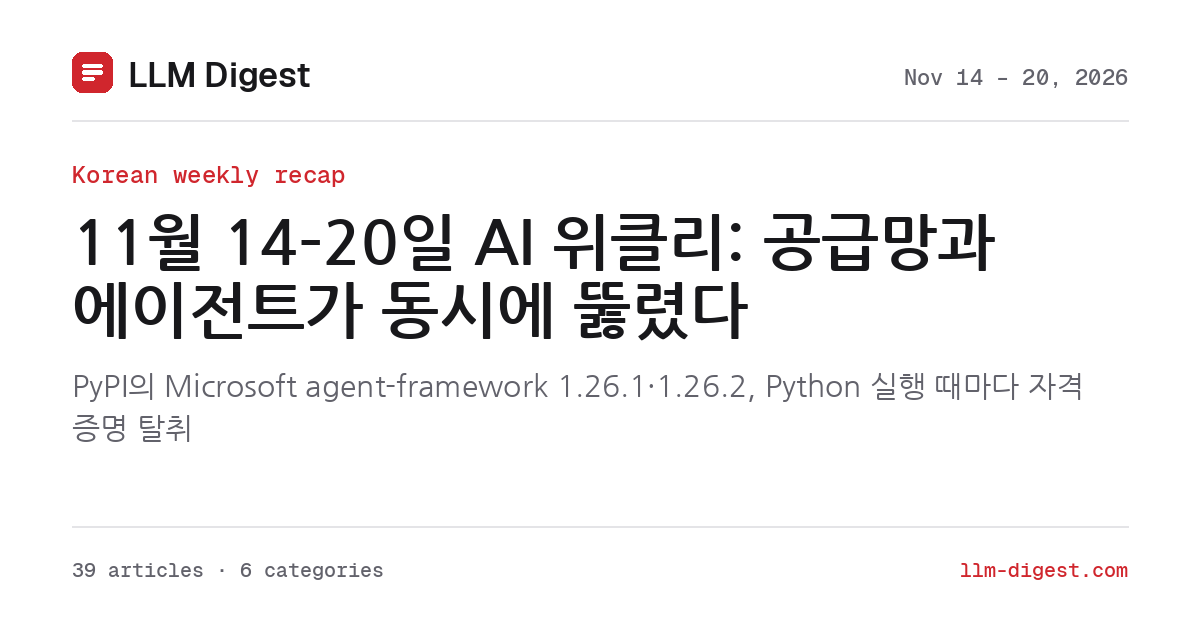 LLM Digest
Nov 14 – 20, 2026
Korean weekly recap
11월 14-20일 AI 위클리: 공급망과
에이전트가 동시에 뚫렸다
PyPI의 Microsoft agent-framework 1.26.1·1.26.2, Python 실행 때마다 자격
증명 탈취
39 articles · 6 categories
llm-digest.com